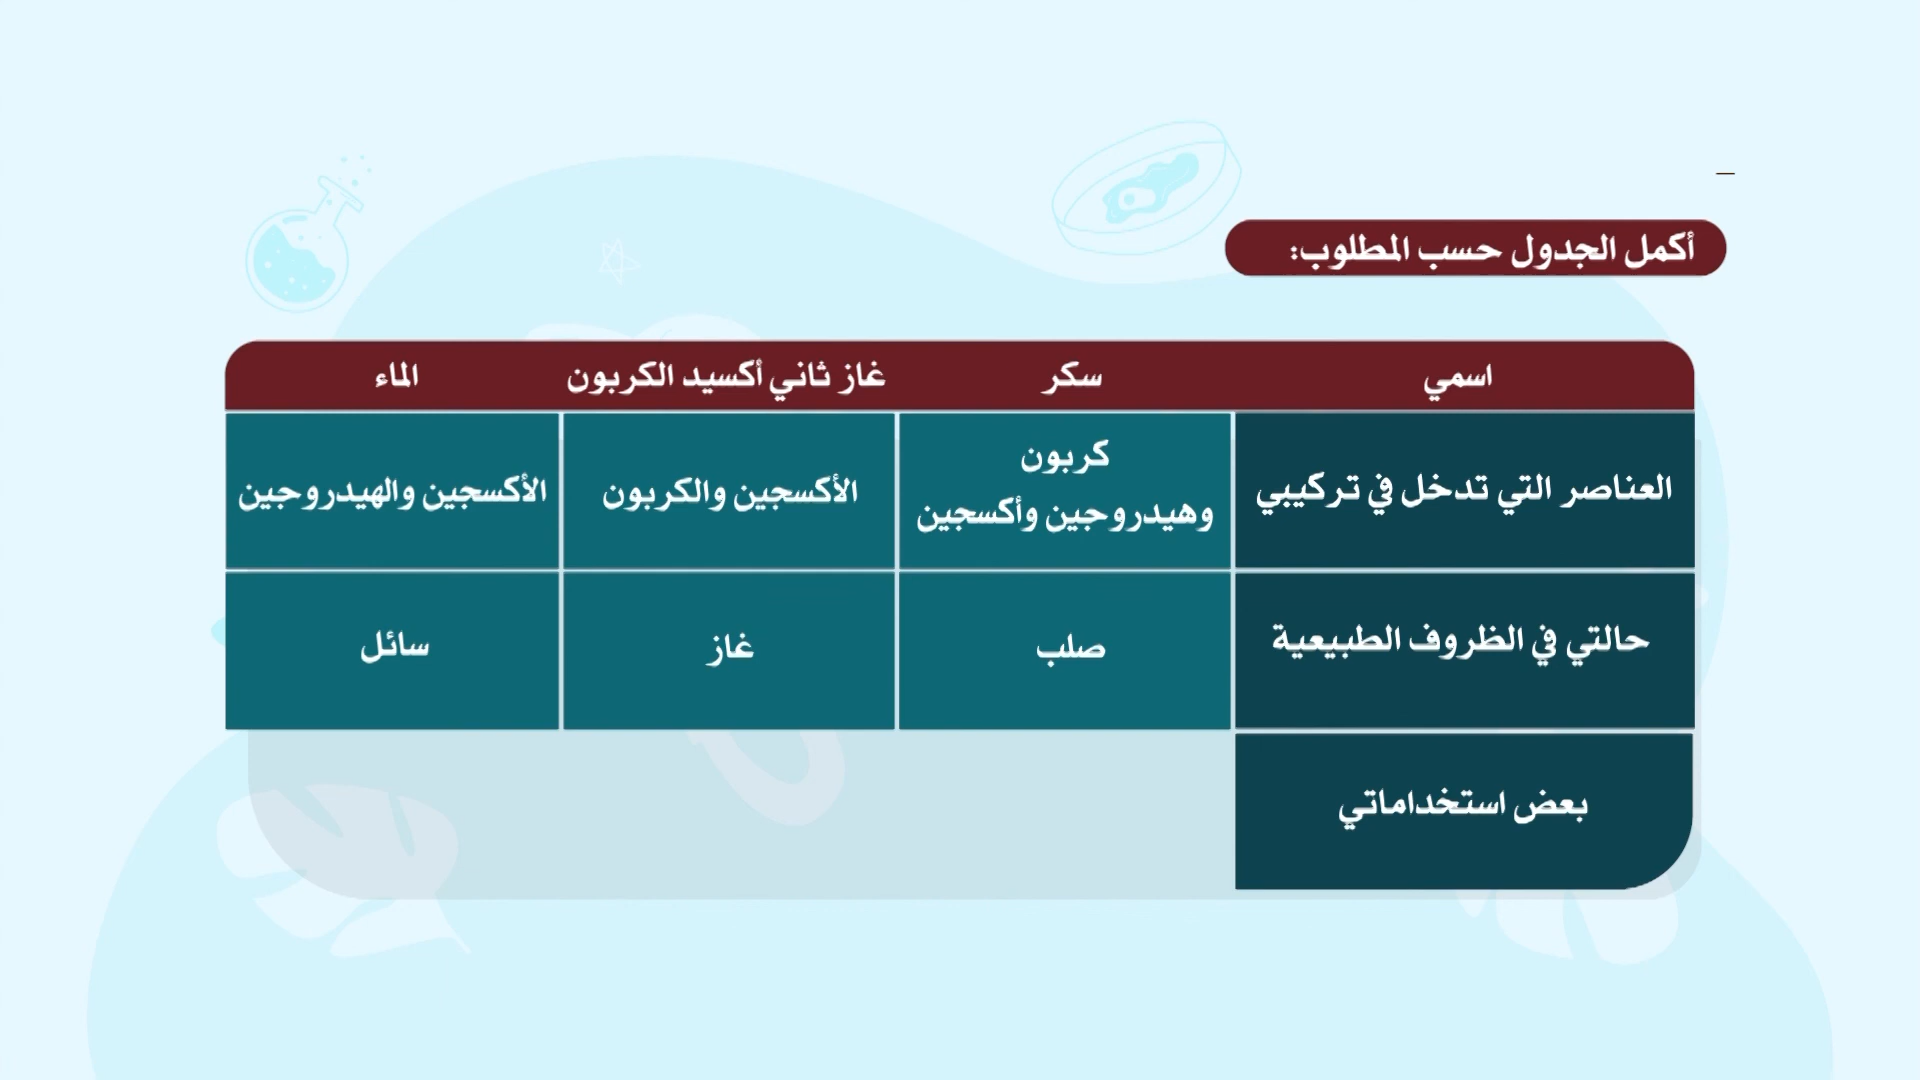 أكمل الجدول حسب المطلوب:
اسمي سكر غاز ثاني أكسيد الكربون الماء
العناصر التي تدخل في تركيبي
كربون
وهيدروجين وأكسجين
الأكسجين والكربون
الأكسجين والهيدروجين
حالتي في الظروف الطبيعية صلب غاز سائل
بعض استخداماتي